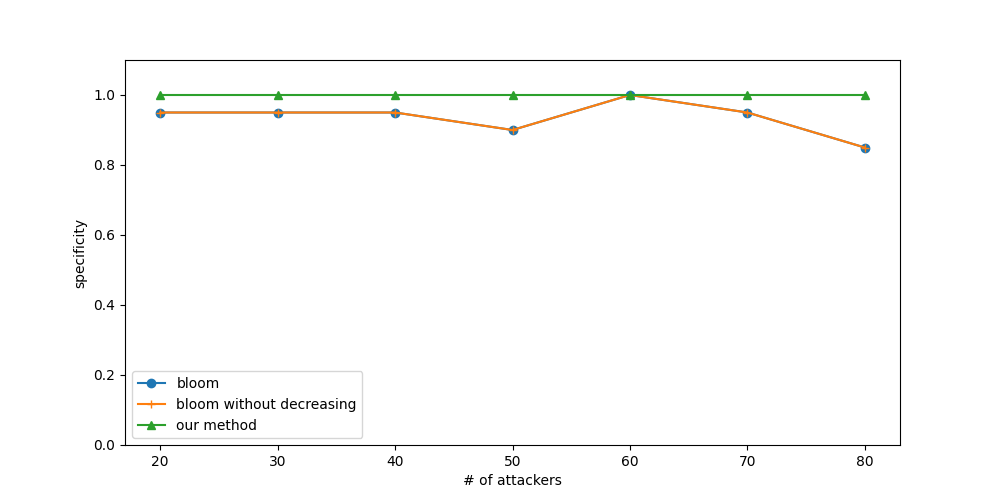 1.0
0.8
0.6
0.4
0.2
0.0
specificity
bloom
bloom without decreasing
our method
20 30 40 50 60 70 80
# of attackers